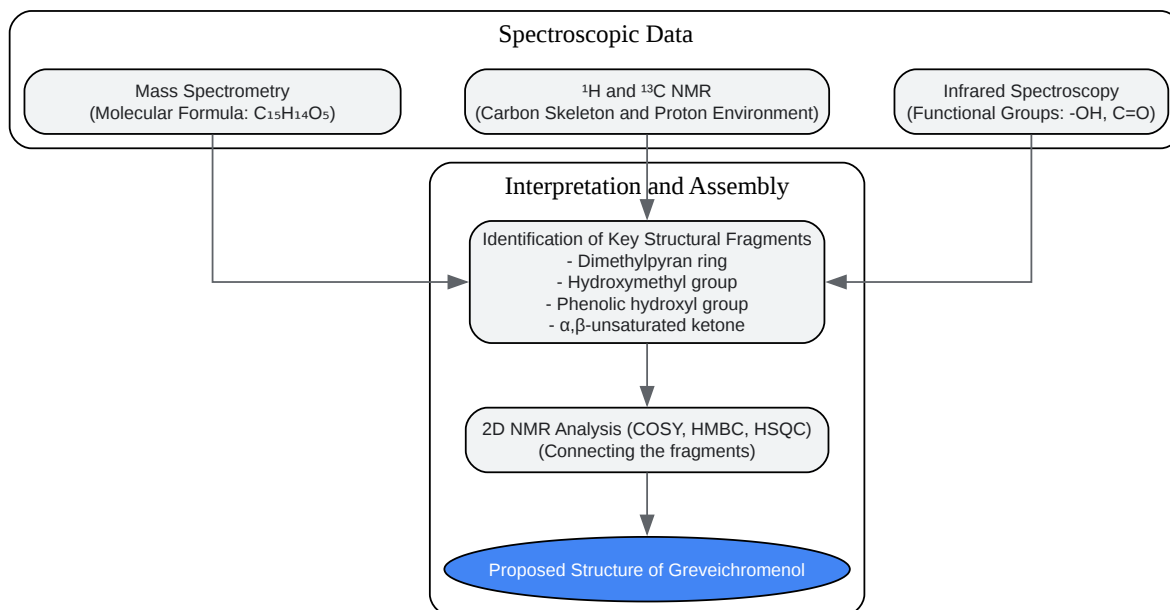 Spectroscopic Data
Mass Spectrometry
(Molecular Formula: C₁₅H₁₄O₅)
¹H and ¹³C NMR
(Carbon Skeleton and Proton Environment)
Infrared Spectroscopy
(Functional Groups: -OH, C=O)
Interpretation and Assembly
Identification of Key Structural Fragments
- Dimethylpyran ring
- Hydroxymethyl group
- Phenolic hydroxyl group
- α,β-unsaturated ketone
2D NMR Analysis (COSY, HMBC, HSQC)
(Connecting the fragments)
Proposed Structure of Greveichromenol